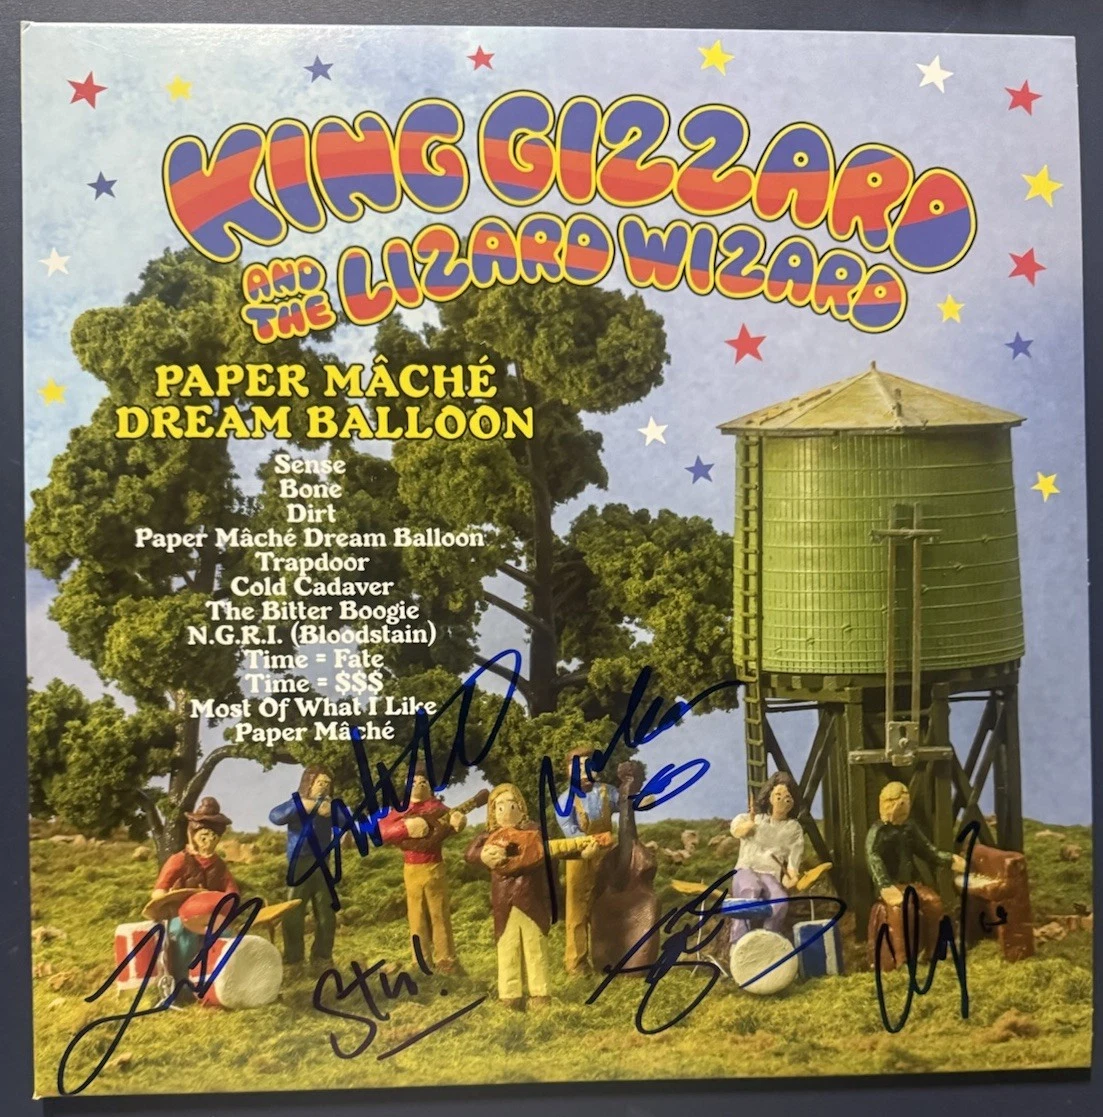 KING GIZZARD
AND THE LIZARD WIZARD
PAPER MÂCHÉ
DREAM BALLOON
Sense
Bone
Dirt
Paper Mâché Dream Balloon
Trapdoor
Cold Cadaver
The Bitter Boogie
N.G.R.I. (Bloodstain)
Time = Fate
Time = $$$
Most Of What I Like
Paper Mâché
Stu!